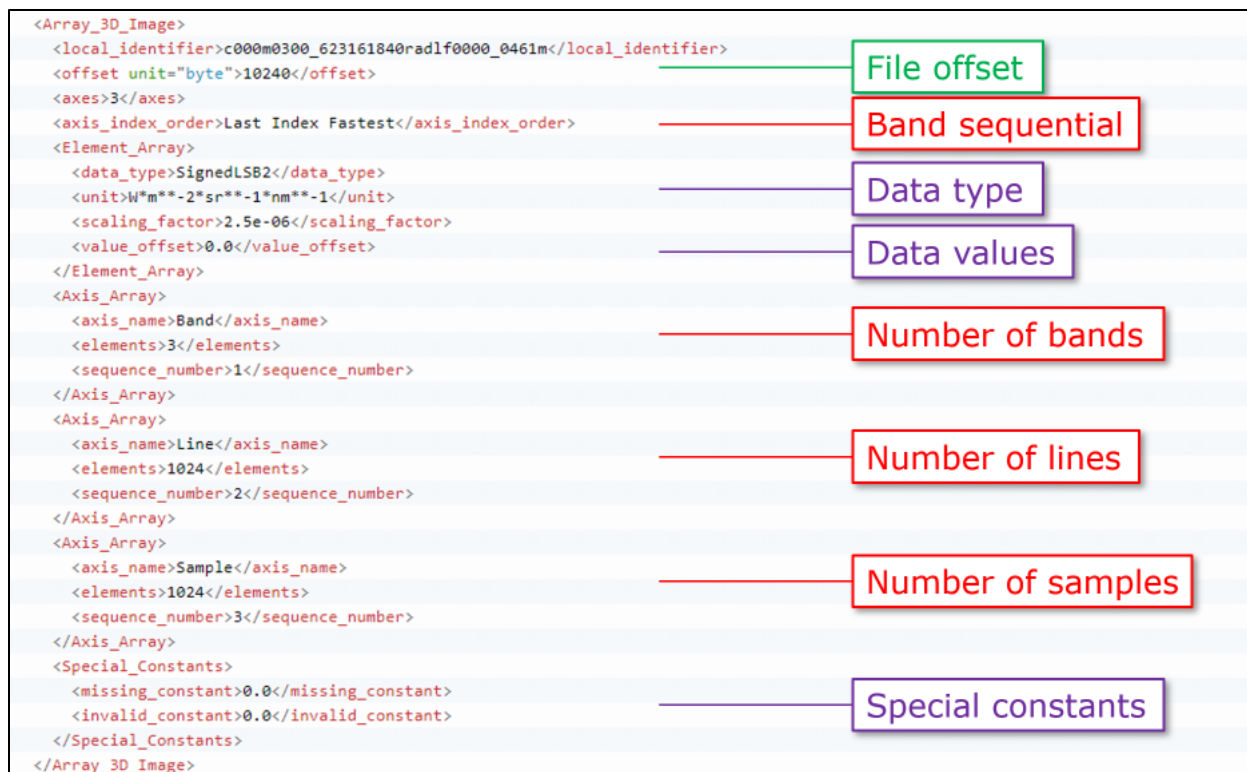 <Array_3D_Image>
<local_identifier>c000m0300_623161840radlf0000_0461m</local_identifier>
<offset unit="byte">10240</offset>
File offset
<axes>3</axes>
<axis_index_order>Last Index Fastest</axis_index_order>
Band sequential
<Element_Array>
<data_type>SignedLSB2</data_type>
<unit>W*m**-2*sr**-1*nm**-1</unit>
Data type
<scaling_factor>2.5e-06</scaling_factor>
<value_offset>0.0</value_offset>
Data values
</Element_Array>
<Axis_Array>
<axis_name>Band</axis_name>
<elements>3</elements>
Number of bands
<sequence_number>1</sequence_number>
</Axis_Array>
<Axis_Array>
<axis_name>Line</axis_name>
<elements>1024</elements>
Number of lines
<sequence_number>2</sequence_number>
</Axis_Array>
<Axis_Array>
<axis_name>Sample</axis_name>
<elements>1024</elements>
Number of samples
<sequence_number>3</sequence_number>
</Axis_Array>
<Special_Constants>
<missing_constant>0.0</missing_constant>
<invalid_constant>0.0</invalid_constant>
Special constants
</Special_Constants>
</Array_3D_Image>